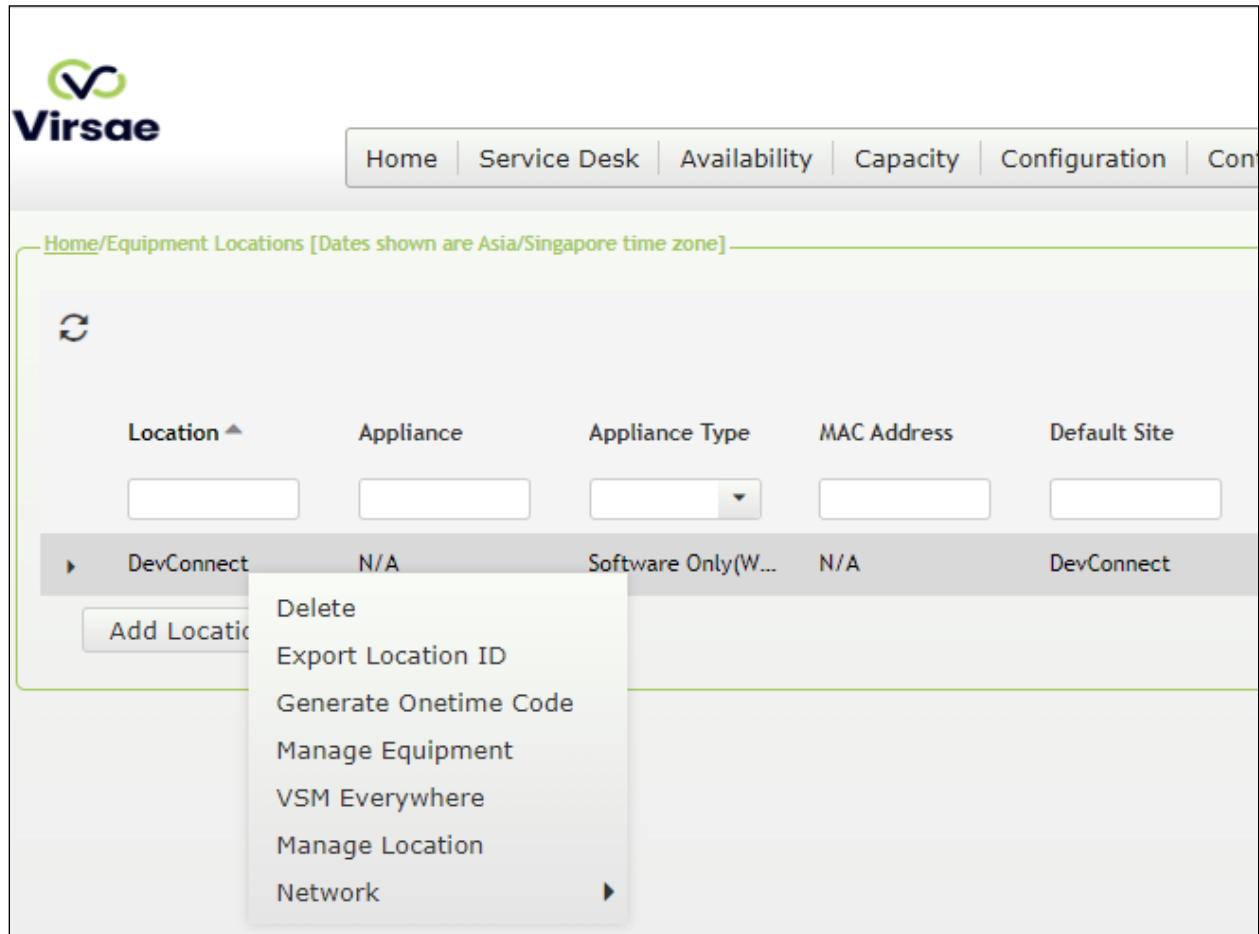 Virsae
Home Service Desk Availability Capacity Configuration
Home/Equipment Locations [Dates shown are Asia/Singapore time zone]
Location Appliance Appliance Type MAC Address Default Site
DevConnect N/A Software Only(W... N/A DevConnect
Add Locatio
Delete
Export Location ID
Generate Onetime Code
Manage Equipment
VSM Everywhere
Manage Location
Network